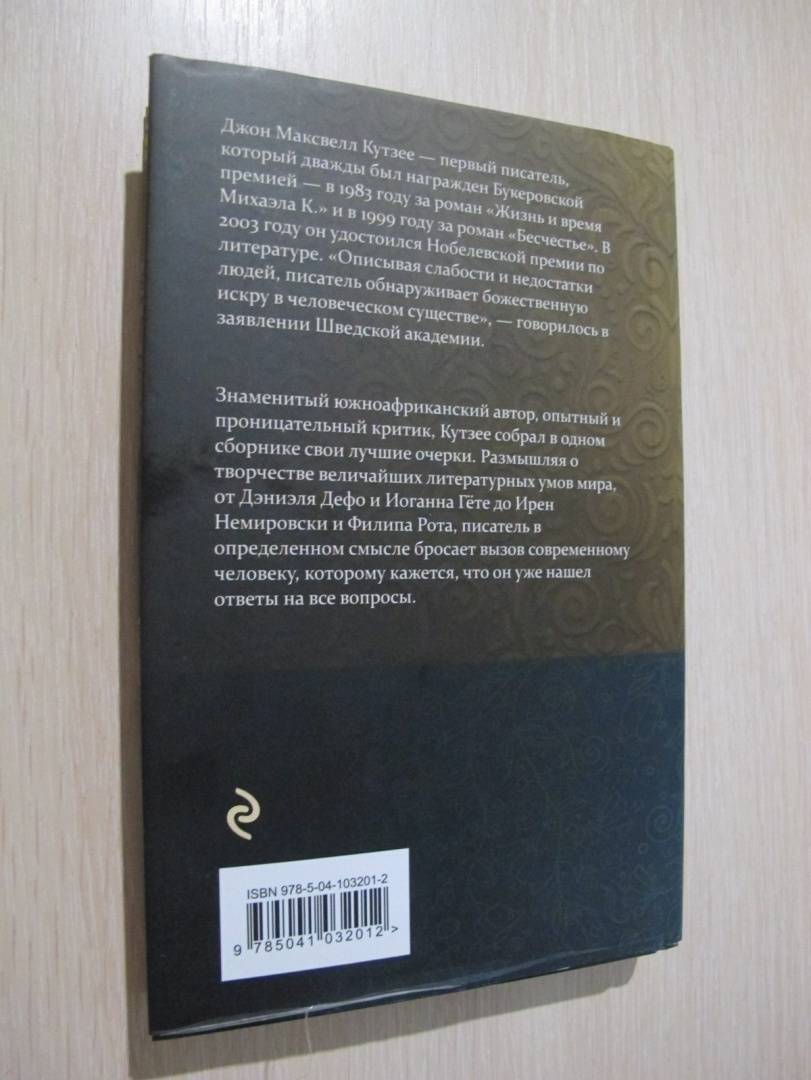 Джон Максвелл Кутзее — первый писатель,
который дважды был награжден Букеровской
премией — в 1983 году за роман «Жизнь и время
Михаэла К.» и в 1999 году за роман «Бесчестье». В
2003 году он удостоился Нобелевской премии по
литературе. «Описывая слабости и недостатки
людей, писатель обнаруживает божественную
искру в человеческом существе», — говорилось в
заявлении Шведской академии.
Знаменитый южноафриканский автор, опытный и
проницательный критик, Кутзее собрал в одном
сборнике свои лучшие очерки. Размышляя о
творчестве величайших литературных умов мира,
от Дэниэля Дефо и Иоганна Гёте до Ирен
Немировски и Филипа Рота, писатель в
определенном смысле бросает вызов современному
человеку, которому кажется, что он уже нашел
ответы на все вопросы.
ISBN 978-5-04-103201-2
9 785041 032012 >